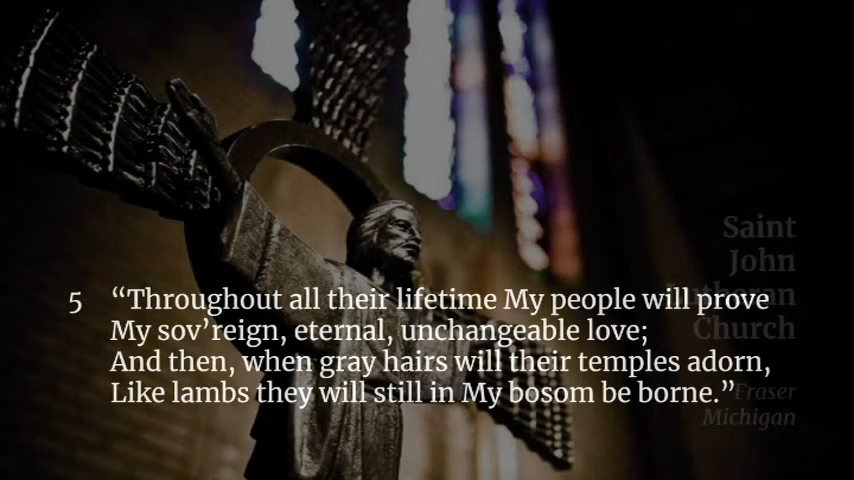 Saint
John
Lutheran
Church
5 “Throughout all their lifetime My people will prove
My sov’reign, eternal, unchangeable love;
And then, when gray hairs will their temples adorn,
Like lambs they will still in My bosom be borne.”
Fraser
Michigan